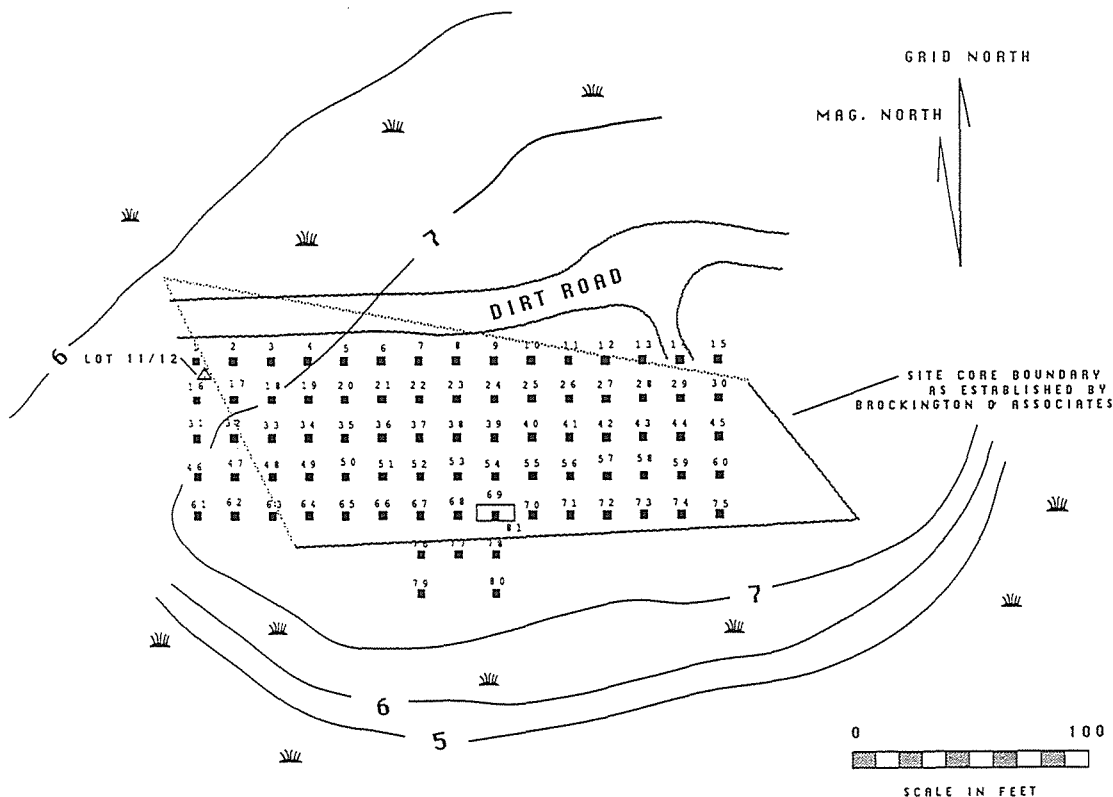 GRID NORTH
MAG. NORTH
7
DIRT ROAD
6
LOT 11/12
1 2 3 4 5 6 7 8 9 10 11 12 13 14 15
16 17 18 19 20 21 22 23 24 25 26 27 28 29 30
SITE CORE BOUNDARY
AS ESTABLISHED BY
BROCKINGTON & ASSOCIATES
31 32 33 34 35 36 37 38 39 40 41 42 43 44 45
46 47 48 49 50 51 52 53 54 55 56 57 58 59 60
61 62 63 64 65 66 67 68 69 70 71 72 73 74 75
81
76 77 78
79 80
7
6
5
0 100
SCALE IN FEET